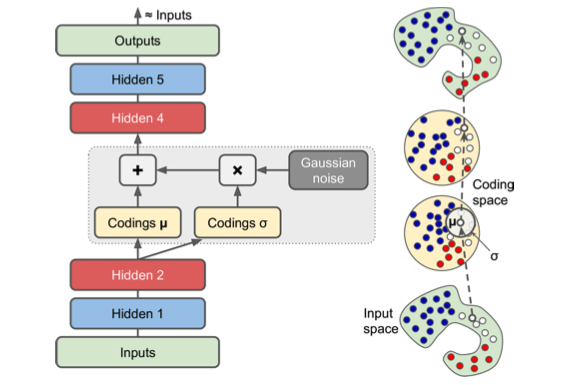 ≈ Inputs
Outputs
Hidden 5
Hidden 4
+
×
Gaussian
noise
Codings μ
Codings σ
Hidden 2
Hidden 1
Inputs
Coding
space
μ
σ
Input
space